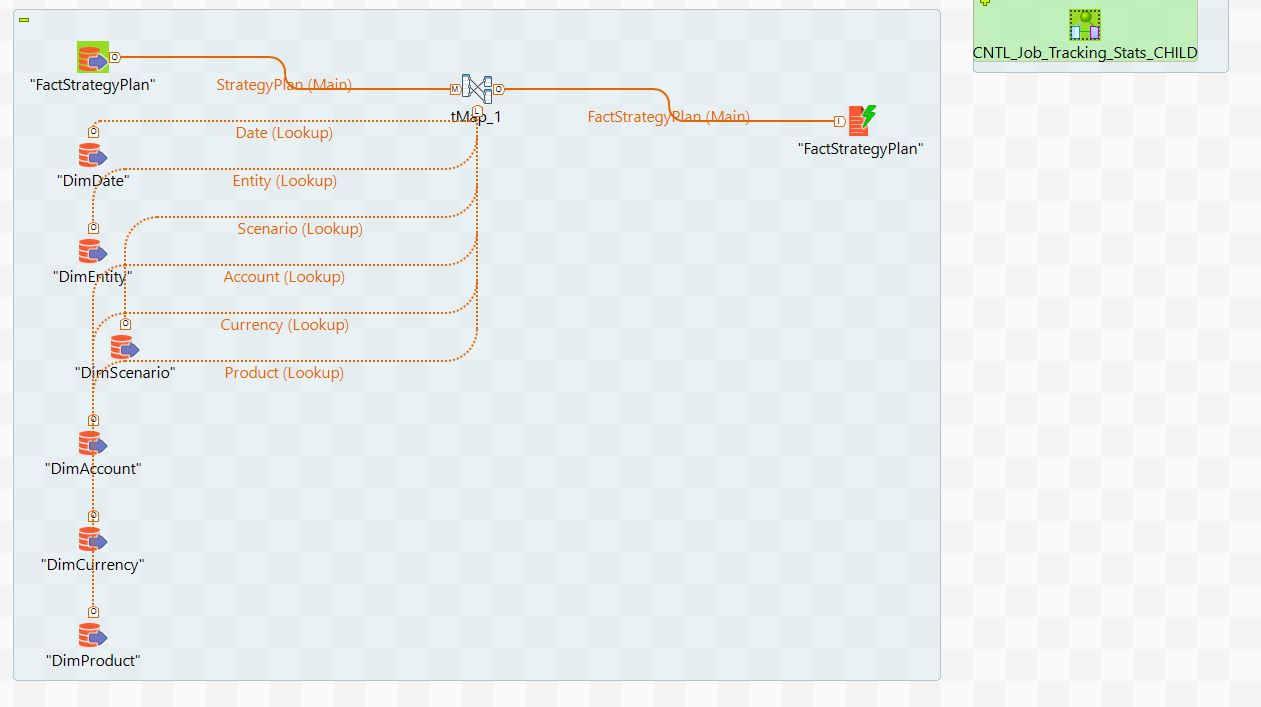 CNTL_Job_Tracking_Stats_CHILD
"FactStrategyPlan"
StrategyPlan (Main)
tMap_1
FactStrategyPlan (Main)
"FactStrategyPlan"
Date (Lookup)
"DimDate"
Entity (Lookup)
Scenario (Lookup)
"DimEntity"
Account (Lookup)
Currency (Lookup)
"DimScenario"
Product (Lookup)
"DimAccount"
"DimCurrency"
"DimProduct"